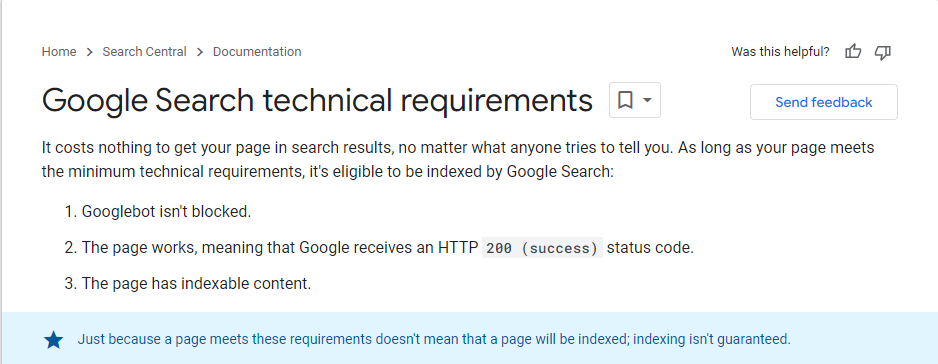 Home > Search Central > Documentation
Was this helpful?
Google Search technical requirements
Send feedback
It costs nothing to get your page in search results, no matter what anyone tries to tell you. As long as your page meets
the minimum technical requirements, it's eligible to be indexed by Google Search:
1. Googlebot isn't blocked.
2. The page works, meaning that Google receives an HTTP 200 (success) status code.
3. The page has indexable content.
Just because a page meets these requirements doesn't mean that a page will be indexed; indexing isn't guaranteed.